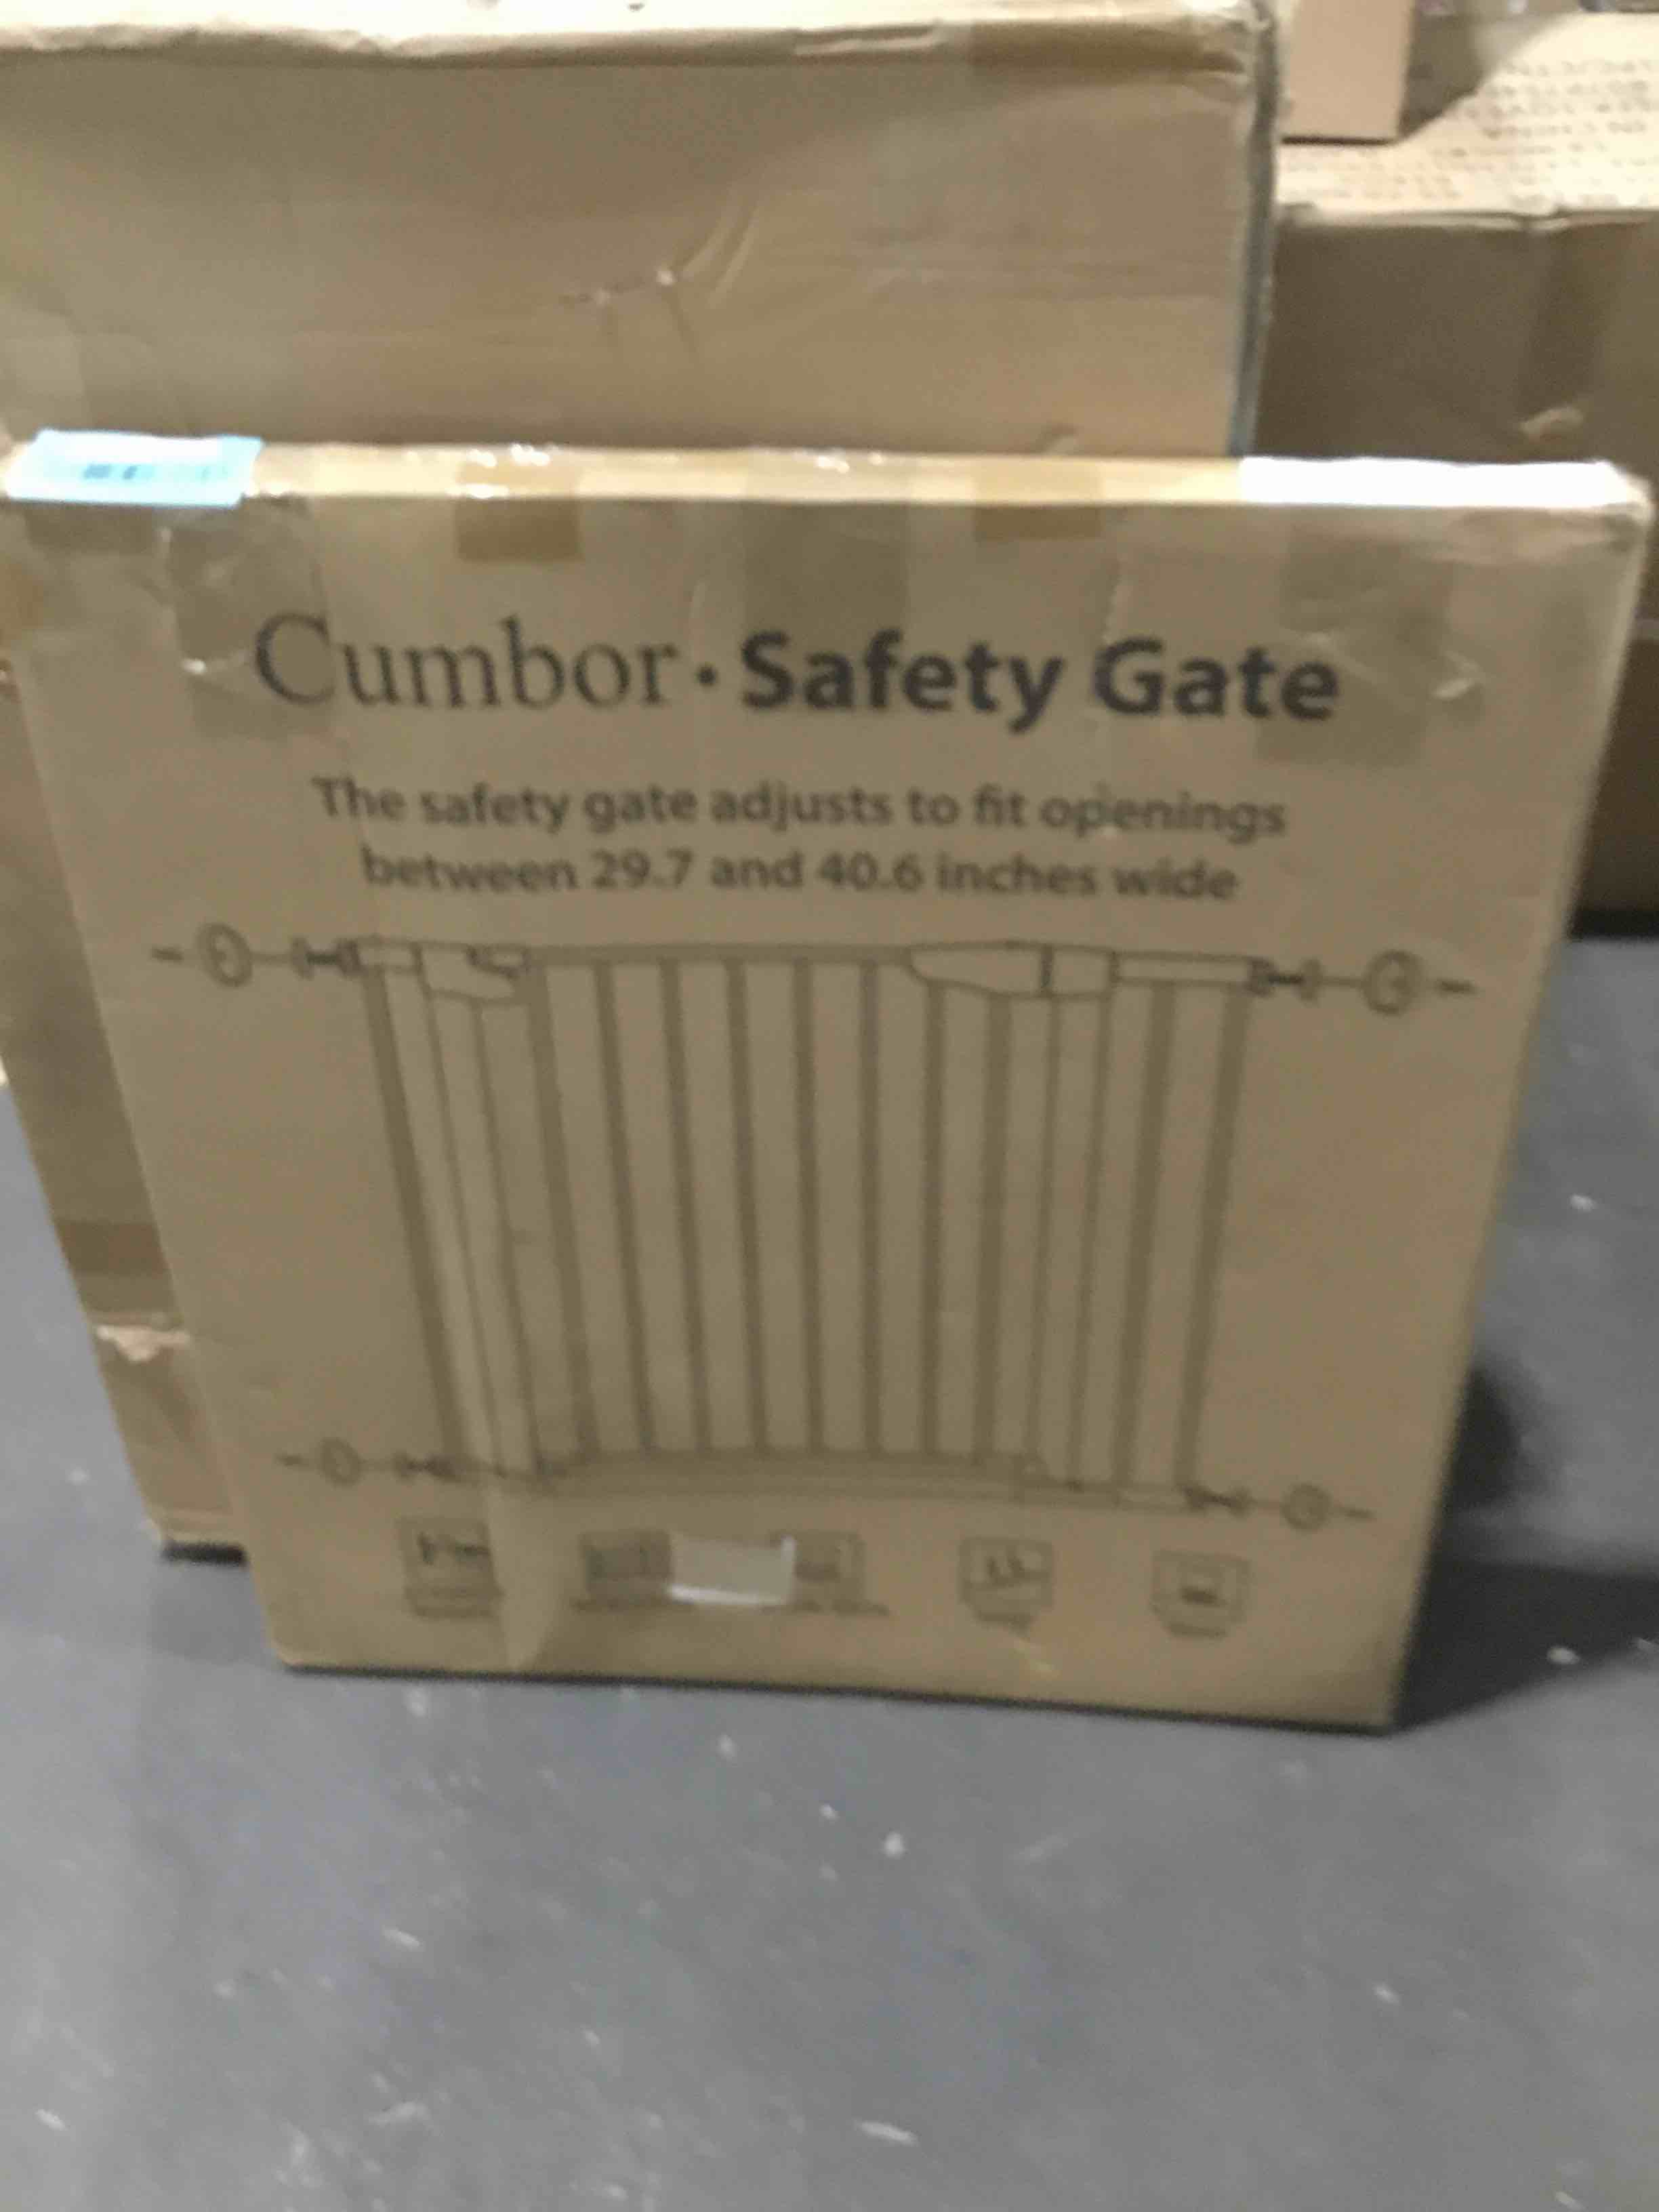 Cumbor · Safety Gate
The safety gate adjusts to fit openings
between 29.7 and 40.6 inches wide